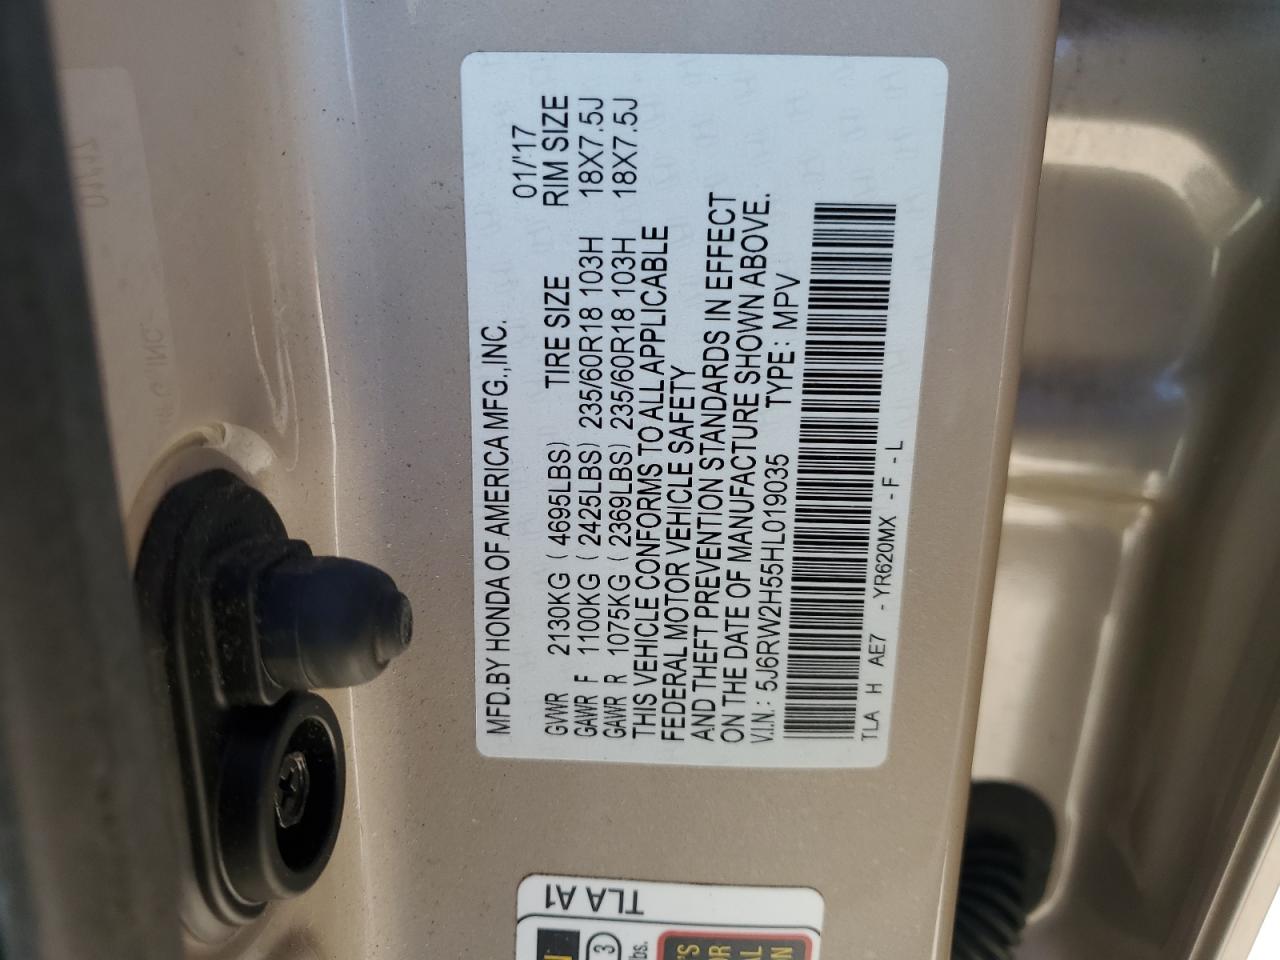 MFD.BY HONDA OF AMERICA MFG.,INC.
01/'17
GVWR 2130KG ( 4695LBS) TIRE SIZE RIM SIZE
GAWR F 1100KG ( 2425LBS) 235/60R18 103H 18X7.5J
GAWR R 1075KG ( 2369LBS) 235/60R18 103H 18X7.5J
THIS VEHICLE CONFORMS TO ALL APPLICABLE
FEDERAL MOTOR VEHICLE SAFETY
AND THEFT PREVENTION STANDARDS IN EFFECT
ON THE DATE OF MANUFACTURE SHOWN ABOVE.
V.I.N.: 5J6RW2H55HL019035 TYPE: MPV
TLA H AE7 - YR620MX - F - L
TLA A1
3
lbs.